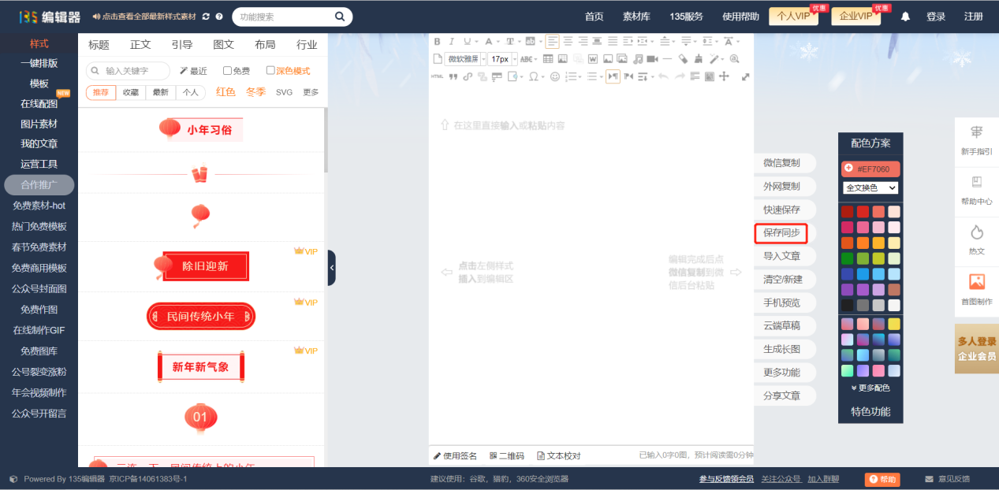 135编辑器
点击查看全部最新样式素材
功能搜索
首页
素材库
135服务
使用帮助
个人VIP
优惠
企业VIP
优惠
登录
注册
样式
一键排版
模板
在线配图
NEW
图片素材
我的文章
运营工具
合作推广
免费素材-hot
热门免费模板
春节免费素材
免费商用模板
公众号封面图
免费作图
在线制作GIF
免费图库
公号裂变涨粉
年会视频制作
公众号开留言
标题 正文 引导 图文 布局 行业
输入关键字
最近
免费
深色模式
推荐 收藏 最新 个人 红色 冬季 SVG 更多
小年习俗
VIP
除旧迎新
VIP
民间传统小年
VIP
新年新气象
01
微软雅黑
17px
ABC
HTML
在这里直接输入或粘贴内容
点击左侧样式
插入到编辑区
编辑完成后点
微信复制到微
信后台粘贴
使用签名
二维码
文本校对
已输入0字0图，预计阅读需0分钟
微信复制
外网复制
快速保存
保存同步
导入文章
清空/新建
手机预览
云端草稿
生成长图
更多功能
分享文章
配色方案
#EF7060
全文换色
更多配色
特色功能
新手指引
帮助中心
热文
首图制作
多人登录
企业会员
Powered By 135编辑器 京ICP备14061383号-1
建议使用：谷歌，猎豹，360安全浏览器
参与反馈领会员 关注公众号 加入群聊
帮助
意见反馈